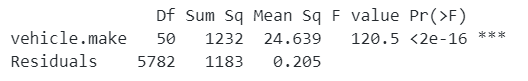 Df Sum Sq Mean Sq F value Pr(>F)
vehicle.make 50 1232 24.639 120.5 <2e-16 ***
Residuals 5782 1183 0.205